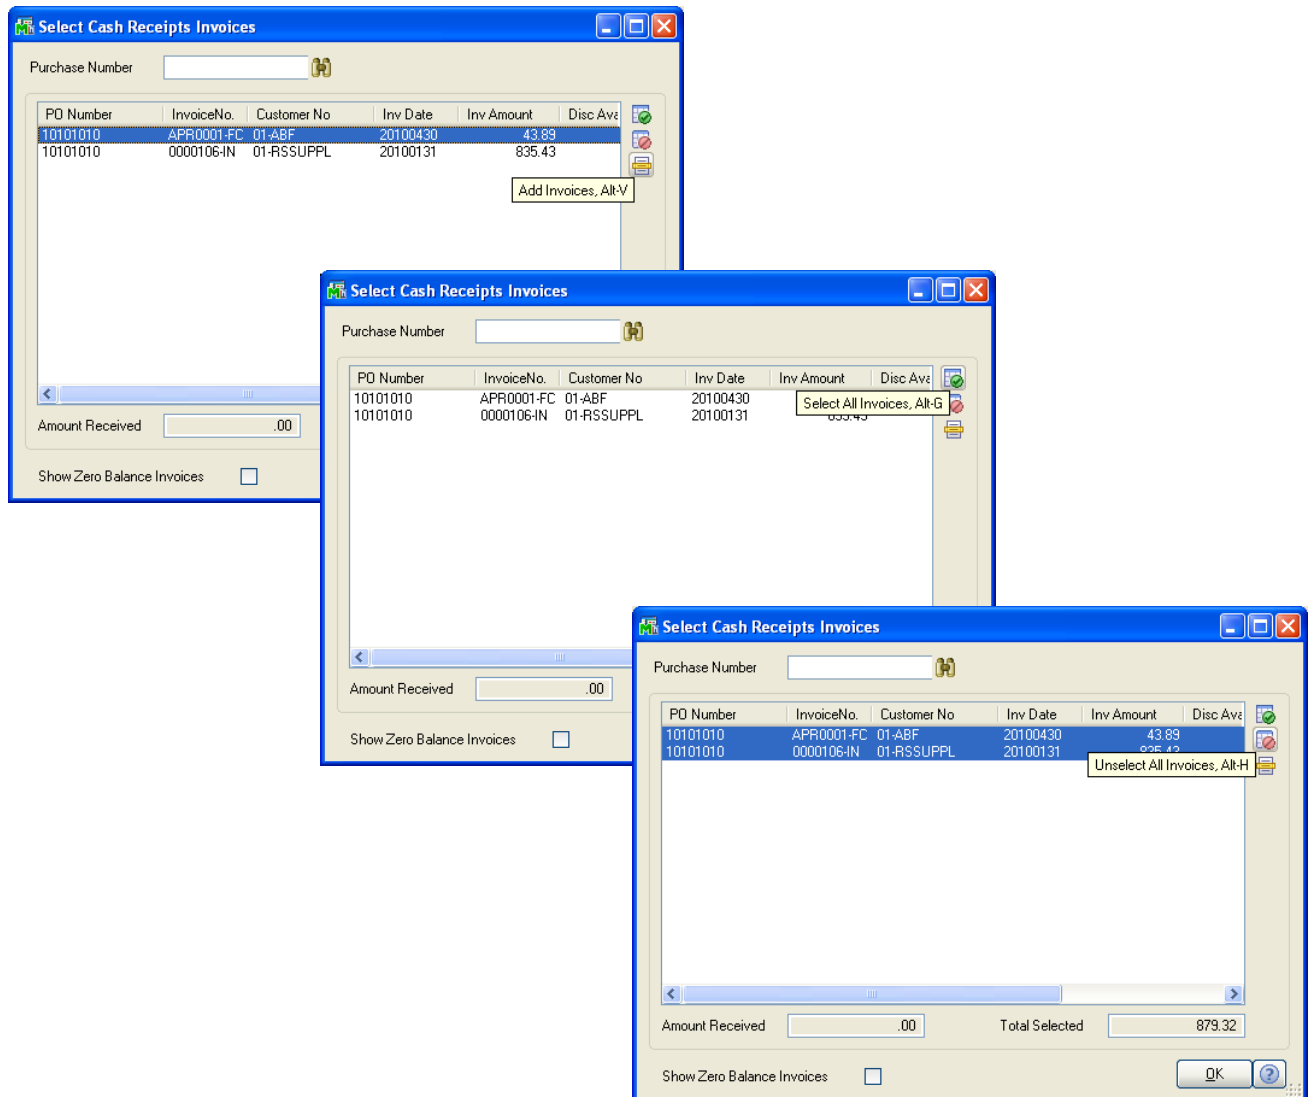 Select Cash Receipts Invoices
Purchase Number
PO Number InvoiceNo. Customer No Inv Date Inv Amount Disc Ava
10101010 APR0001-FC 01-ABF 20100430 43.89
10101010 0000106-IN 01-RSSUPPL 20100131 835.43
Add Invoices, Alt-V
Amount Received .00
Show Zero Balance Invoices
Select Cash Receipts Invoices
Purchase Number
PO Number InvoiceNo. Customer No Inv Date Inv Amount Disc Ava
10101010 APR0001-FC 01-ABF 20100430
Select All Invoices, Alt-G
10101010 0000106-IN 01-RSSUPPL 20100131 835.43
Amount Received .00
Show Zero Balance Invoices
Select Cash Receipts Invoices
Purchase Number
PO Number InvoiceNo. Customer No Inv Date Inv Amount Disc Ava
10101010 APR0001-FC 01-ABF 20100430 43.89
10101010 0000106-IN 01-RSSUPPL 20100131 835.43
Unselect All Invoices, Alt-H
Amount Received .00 Total Selected 879.32
Show Zero Balance Invoices OK ?